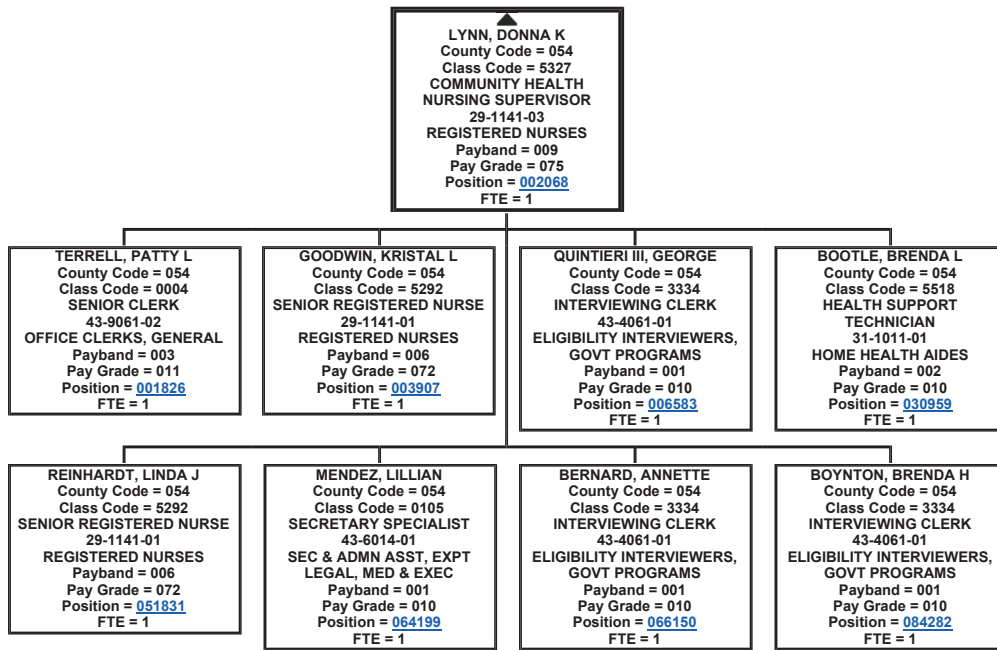 LYNN, DONNA K
County Code = 054
Class Code = 5327
COMMUNITY HEALTH
NURSING SUPERVISOR
29-1141-03
REGISTERED NURSES
Payband = 009
Pay Grade = 075
Position = 002068
FTE = 1
TERRELL, PATTY L
County Code = 054
Class Code = 0004
SENIOR CLERK
43-9061-02
OFFICE CLERKS, GENERAL
Payband = 003
Pay Grade = 011
Position = 001826
FTE = 1
GOODWIN, KRISTAL L
County Code = 054
Class Code = 5292
SENIOR REGISTERED NURSE
29-1141-01
REGISTERED NURSES
Payband = 006
Pay Grade = 072
Position = 003907
FTE = 1
QUINTIERI III, GEORGE
County Code = 054
Class Code = 3334
INTERVIEWING CLERK
43-4061-01
ELIGIBILITY INTERVIEWERS,
GOVT PROGRAMS
Payband = 001
Pay Grade = 010
Position = 006583
FTE = 1
BOOTLE, BRENDA L
County Code = 054
Class Code = 5518
HEALTH SUPPORT
TECHNICIAN
31-1011-01
HOME HEALTH AIDES
Payband = 002
Pay Grade = 010
Position = 030959
FTE = 1
REINHARDT, LINDA J
County Code = 054
Class Code = 5292
SENIOR REGISTERED NURSE
29-1141-01
REGISTERED NURSES
Payband = 006
Pay Grade = 072
Position = 051831
FTE = 1
MENDEZ, LILLIAN
County Code = 054
Class Code = 0105
SECRETARY SPECIALIST
43-6014-01
SEC & ADMN ASST, EXPT
LEGAL, MED & EXEC
Payband = 001
Pay Grade = 010
Position = 064199
FTE = 1
BERNARD, ANNETTE
County Code = 054
Class Code = 3334
INTERVIEWING CLERK
43-4061-01
ELIGIBILITY INTERVIEWERS,
GOVT PROGRAMS
Payband = 001
Pay Grade = 010
Position = 066150
FTE = 1
BOYNTON, BRENDA H
County Code = 054
Class Code = 3334
INTERVIEWING CLERK
43-4061-01
ELIGIBILITY INTERVIEWERS,
GOVT PROGRAMS
Payband = 001
Pay Grade = 010
Position = 084282
FTE = 1